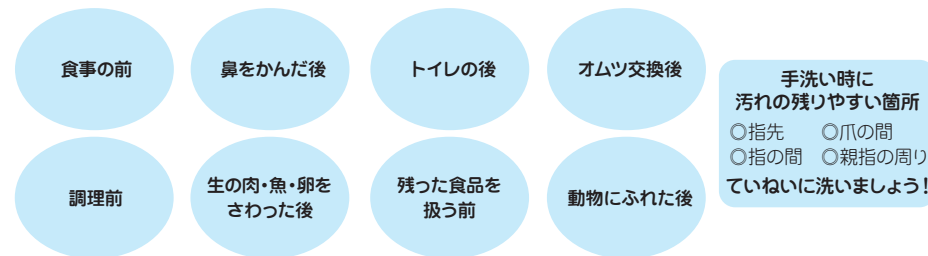 食事の前
鼻をかんだ後
トイレの後
オムツ交換後
調理前
生の肉・魚・卵を
さわった後
残った食品を
扱う前
動物にふれた後
手洗い時に
汚れの残りやすい箇所
◎指先　◎爪の間
◎指の間　◎親指の周り
ていねいに洗いましょう!